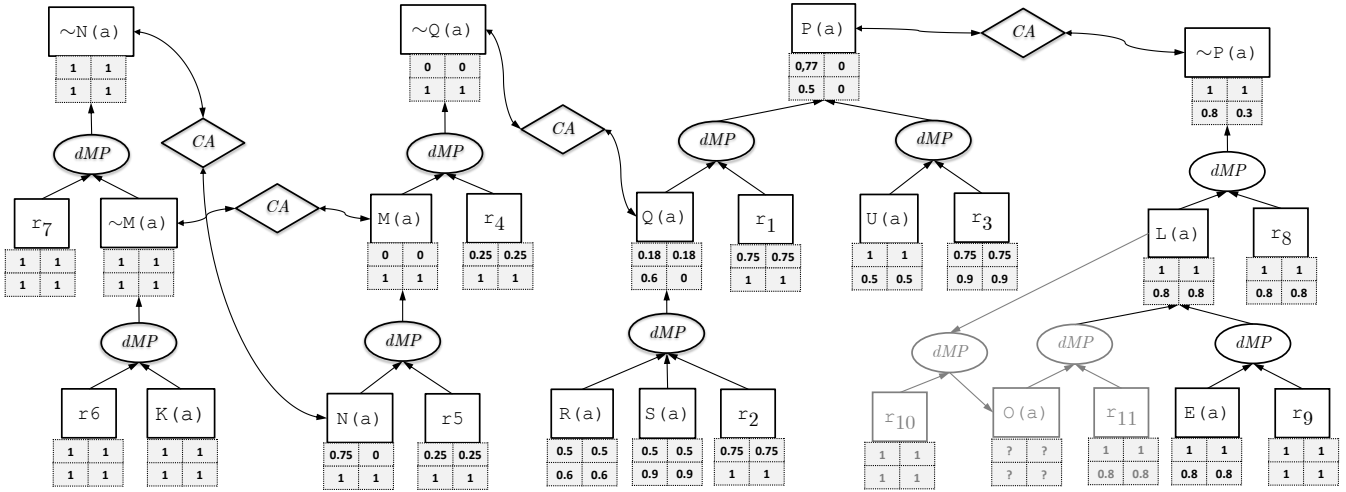 ~N(a)
1 1
1 1
~Q(a)
0 0
1 1
P(a)
0,77 0
0.5 0
CA
~P(a)
1 1
0.8 0.3
CA
CA
dMP
dMP
dMP
dMP
dMP
r7
1 1
1 1
~M(a)
1 1
1 1
CA
M(a)
0 0
1 1
r4
0.25 0.25
1 1
Q(a)
0.18 0.18
0.6 0
r1
0.75 0.75
1 1
U(a)
1 1
0.5 0.5
r3
0.75 0.75
0.9 0.9
L(a)
1 1
0.8 0.8
r8
1 1
0.8 0.8
dMP
dMP
dMP
dMP
dMP
dMP
r6
1 1
1 1
K(a)
1 1
1 1
N(a)
0.75 0
1 1
r5
0.25 0.25
1 1
R(a)
0.5 0.5
0.6 0.6
S(a)
0.5 0.5
0.9 0.9
r2
0.75 0.75
1 1
r10
1 1
1 1
O(a)
? ?
? ?
r11
1 1
0.8 0.8
E(a)
1 1
0.8 0.8
r9
1 1
1 1